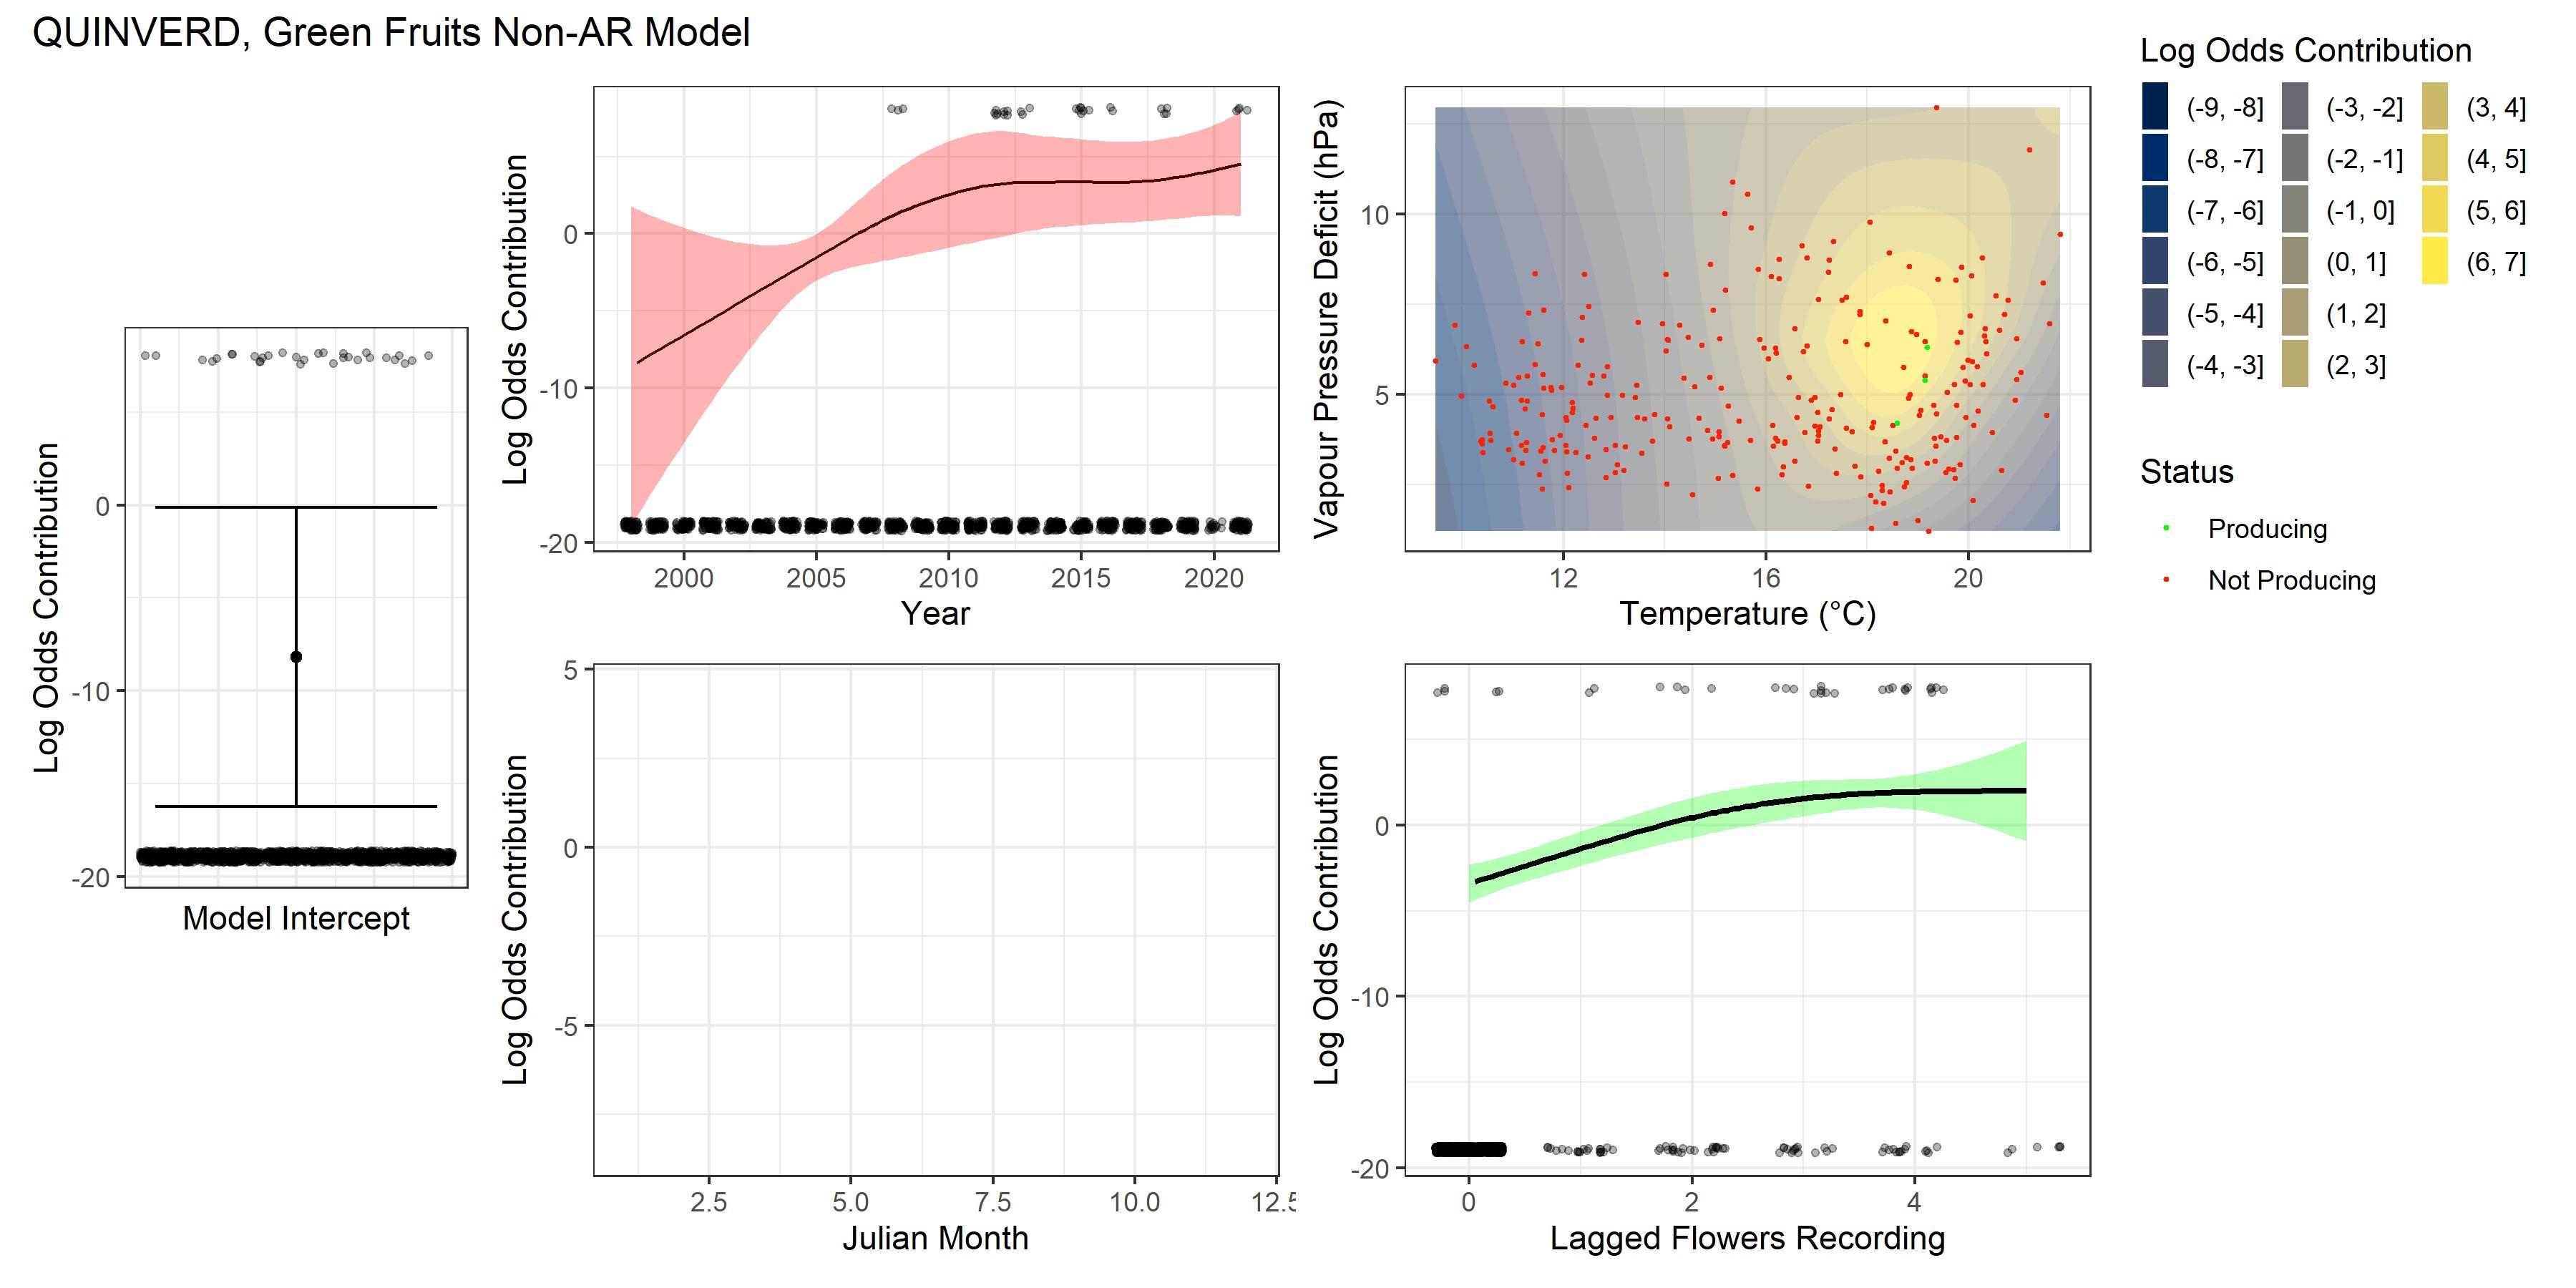 QUINVERD, Green Fruits Non-AR Model
Log Odds Contribution
0
-10
-20
Model Intercept
Log Odds Contribution
0
-10
-20
2000 2005 2010 2015 2020
Year
Vapour Pressure Deficit (hPa)
10
5
12 16 20
Temperature (°C)
Log Odds Contribution
5
0
-5
2.5 5.0 7.5 10.0 12.5
Julian Month
Log Odds Contribution
0
-10
-20
0 2 4
Lagged Flowers Recording
Log Odds Contribution
(-9, -8] (-3, -2] (3, 4]
(-8, -7] (-2, -1] (4, 5]
(-7, -6] (-1, 0] (5, 6]
(-6, -5] (0, 1] (6, 7]
(-5, -4] (1, 2]
(-4, -3] (2, 3]
Status
Producing
Not Producing